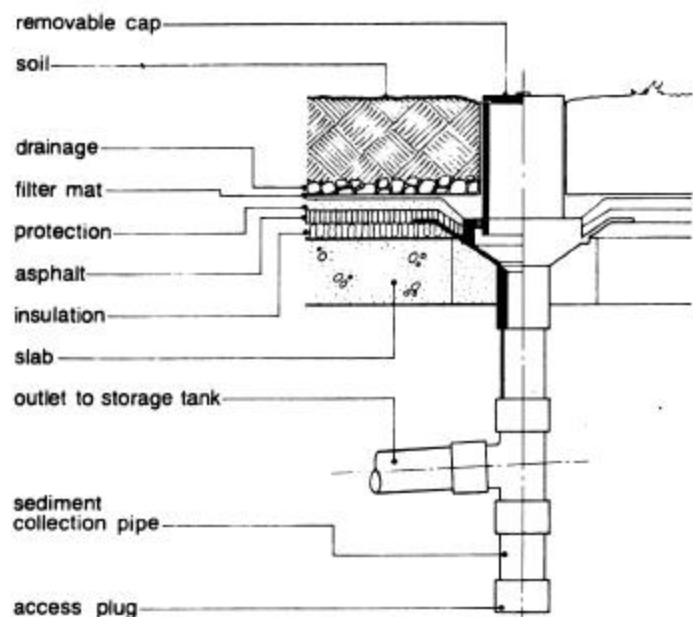 removable cap
soil
drainage
filter mat
protection
asphalt
insulation
slab
outlet to storage tank
sediment
collection pipe
access plug